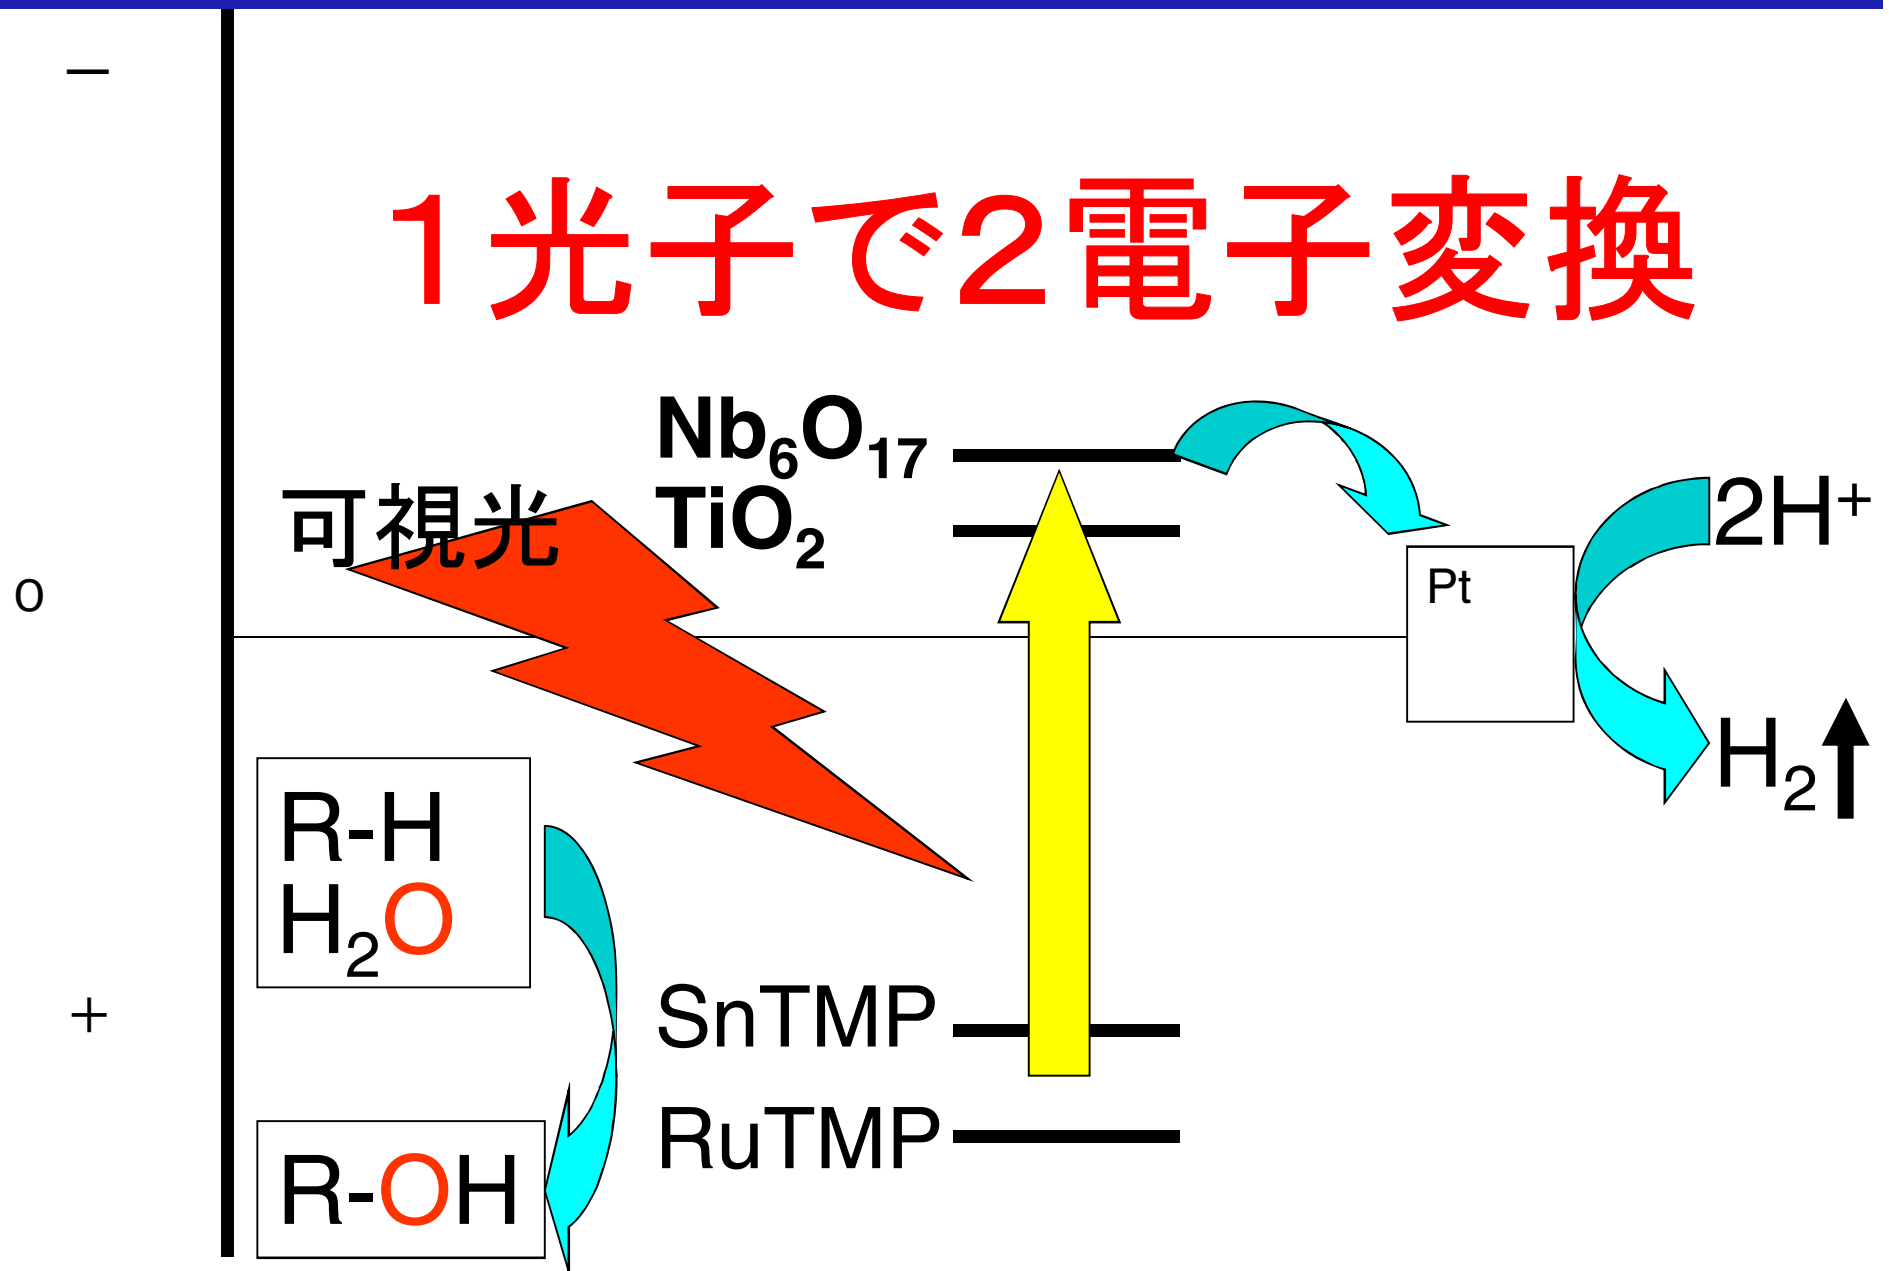 −
１光子で２電子変換
Nb₆O₁₇
可視光
TiO₂
2H⁺
Pt
0
H₂
R-H
H₂O
SnTMP
+
RuTMP
R-OH